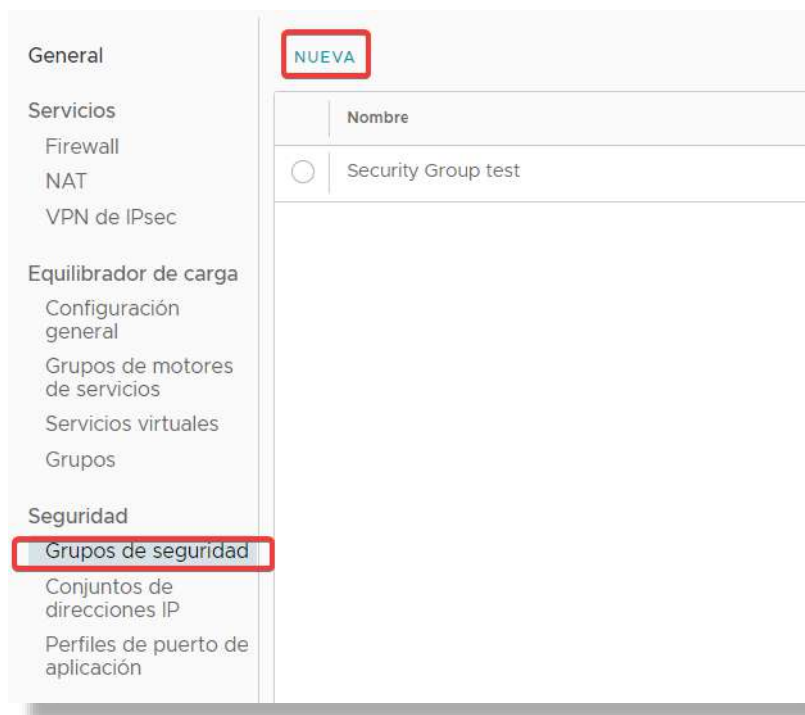 General
Servicios
Firewall
NAT
VPN de IPsec
Equilibrador de carga
Configuración
general
Grupos de motores
de servicios
Servicios virtuales
Grupos
Seguridad
Grupos de seguridad
Conjuntos de
direcciones IP
Perfiles de puerto de
aplicación
NUEVA
Nombre
Security Group test